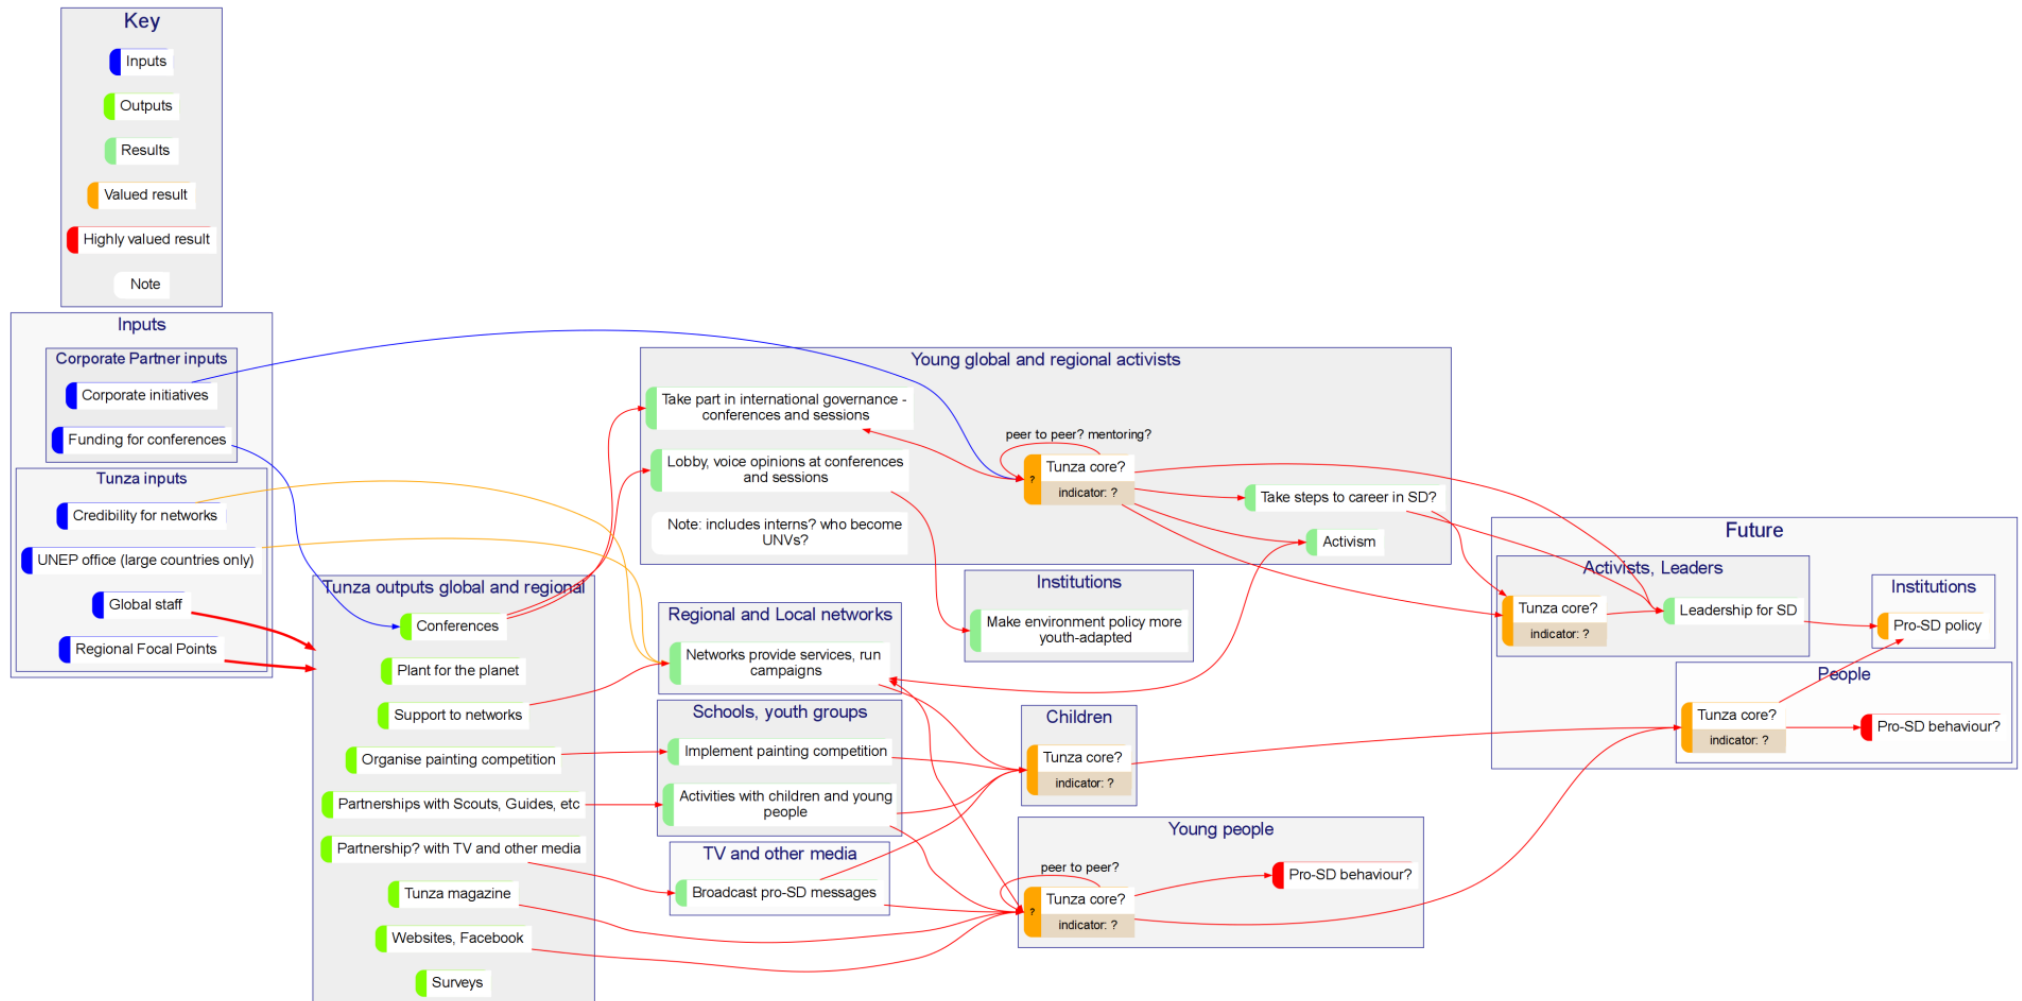 Key
Inputs
Outputs
Results
Valued result
Highly valued result
Note
Inputs
Corporate Partner inputs
Corporate initiatives
Funding for conferences
Tunza inputs
Credibility for networks
UNEP office (large countries only)
Global staff
Regional Focal Points
Tunza outputs global and regional
Conferences
Plant for the planet
Support to networks
Organise painting competition
Partnerships with Scouts, Guides, etc
Partnership? with TV and other media
Tunza magazine
Websites, Facebook
Surveys
Young global and regional activists
Take part in international governance -
conferences and sessions
Lobby, voice opinions at conferences
and sessions
Note: includes interns? who become
UNVs?
peer to peer? mentoring?
?
Tunza core?
indicator: ?
Take steps to career in SD?
Activism
Institutions
Make environment policy more
youth-adapted
Regional and Local networks
Networks provide services, run
campaigns
Schools, youth groups
Implement painting competition
Activities with children and young
people
TV and other media
Broadcast pro-SD messages
Children
Tunza core?
indicator: ?
Young people
peer to peer?
?
Tunza core?
indicator: ?
Pro-SD behaviour?
Future
Activists, Leaders
Tunza core?
indicator: ?
Leadership for SD
Institutions
Pro-SD policy
People
Tunza core?
indicator: ?
Pro-SD behaviour?